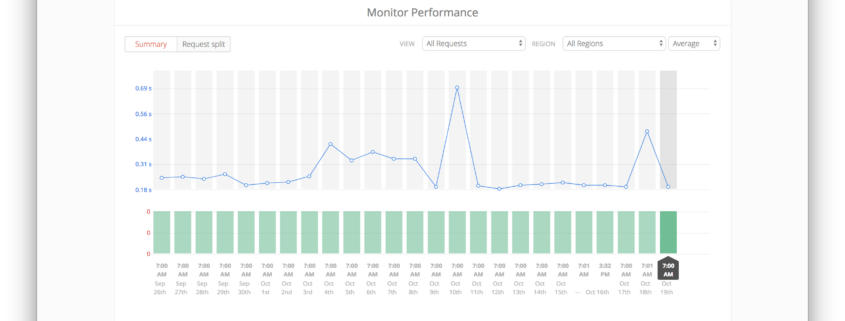 Monitor Performance
Summary Request split VIEW All Requests REGION All Regions Average
0.69 s
0.56 s
0.44 s
0.31 s
0.18 s
0
0
0
7:00 7:00 7:00 7:00 7:00 7:00 7:00 7:00 7:00 7:00 7:00 7:00 7:00 7:00 7:00 7:00 7:00 7:00 7:00 7:00 7:01 3:32 7:00 7:01 7:00
AM AM AM AM AM AM AM AM AM AM AM AM AM AM AM AM AM AM AM AM AM PM AM AM AM
Sep Sep Sep Sep Sep Oct Oct Oct Oct Oct Oct Oct Oct Oct Oct Oct Oct Oct Oct Oct Oct Oct Oct
26th 27th 28th 29th 30th 1st 2nd 3rd 4th 5th 6th 7th 8th 9th 10th 11th 12th 13th 14th 15th — Oct 16th 17th 18th 19th